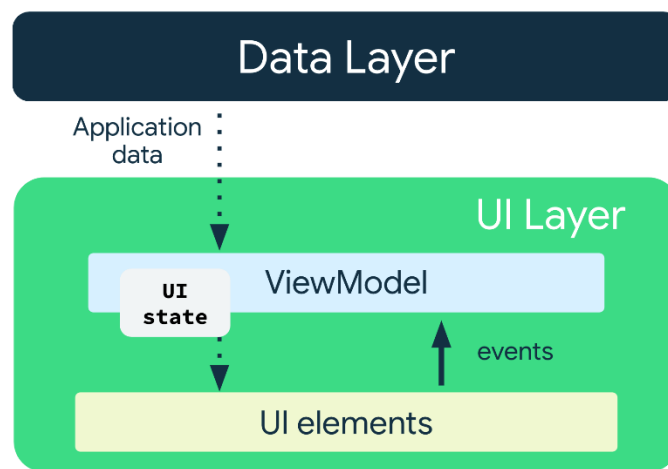 Data Layer
Application
data
UI Layer
ViewModel
UI
state
events
UI elements